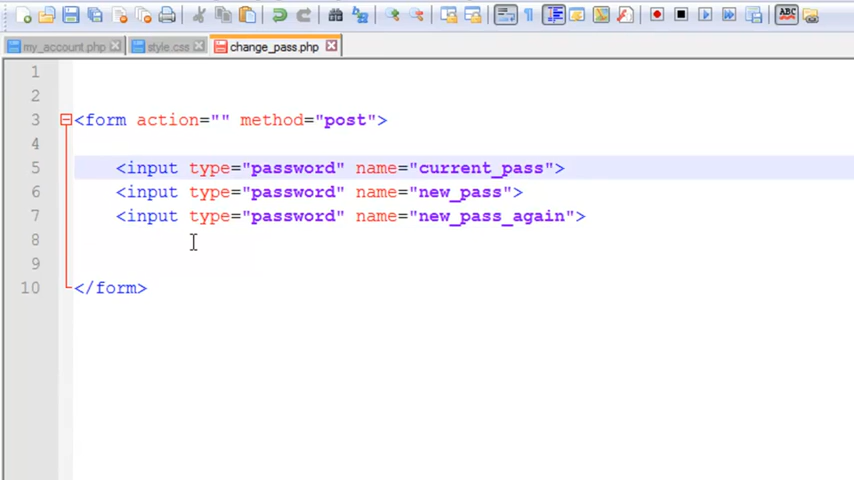 my_account.php style.css change_pass.php
1
2
3 <form action="" method="post">
4
5 <input type="password" name="current_pass">
6 <input type="password" name="new_pass">
7 <input type="password" name="new_pass_again">
8
9
10 </form>